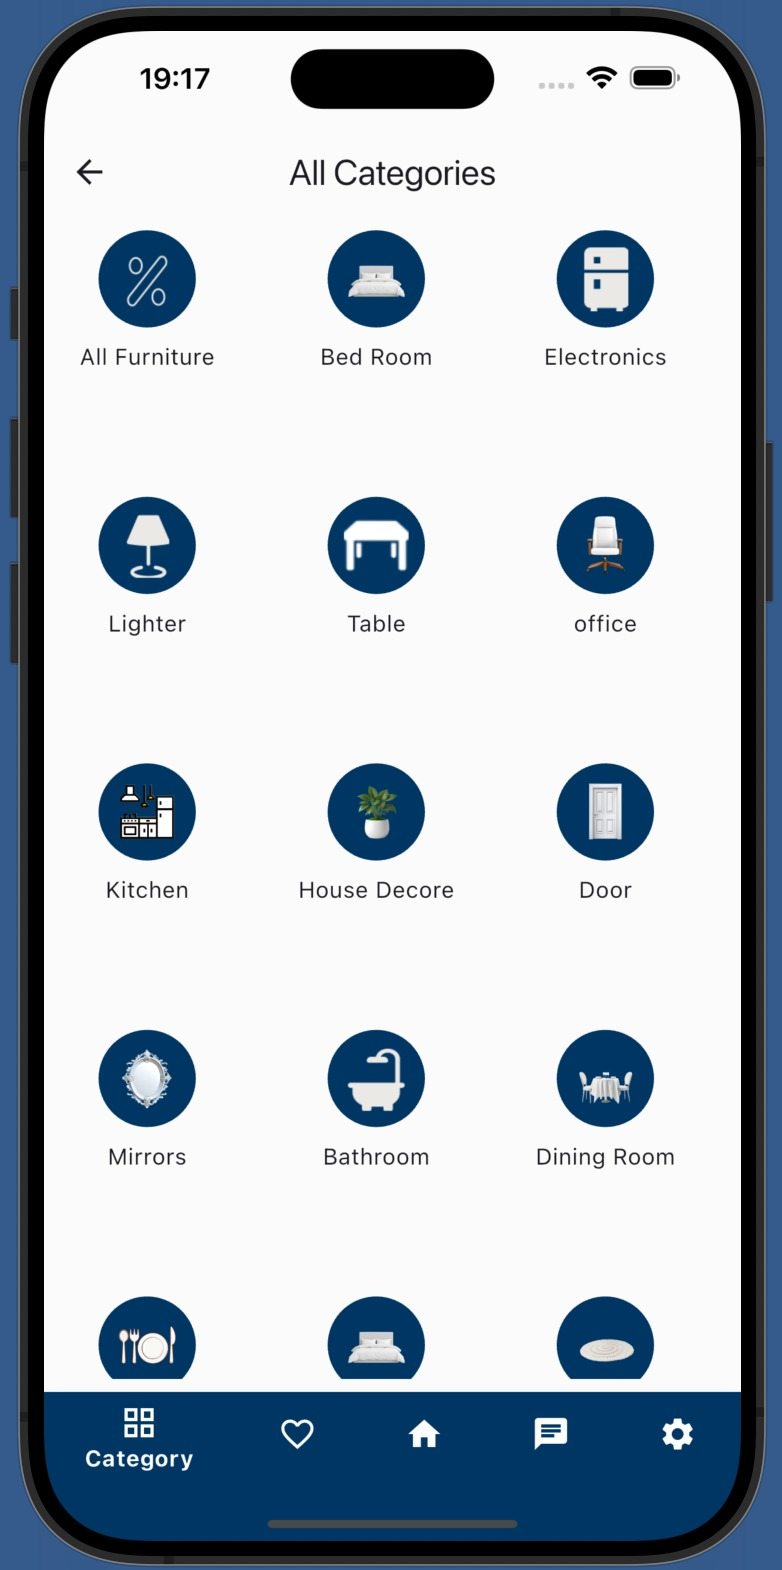 19:17
All Categories
All Furniture
Bed Room
Electronics
Lighter
Table
office
Kitchen
House Decore
Door
Mirrors
Bathroom
Dining Room
Category